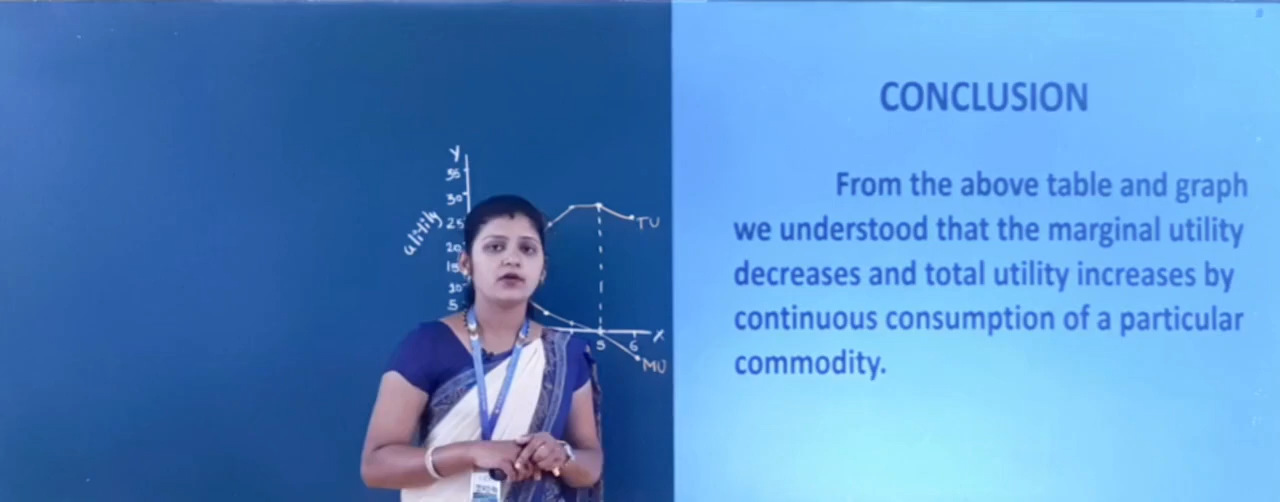 Y
35
30
25
20
15
10
5
utility
TU
5 6 X
MU
CONCLUSION
From the above table and graph
we understood that the marginal utility
decreases and total utility increases by
continuous consumption of a particular
commodity.